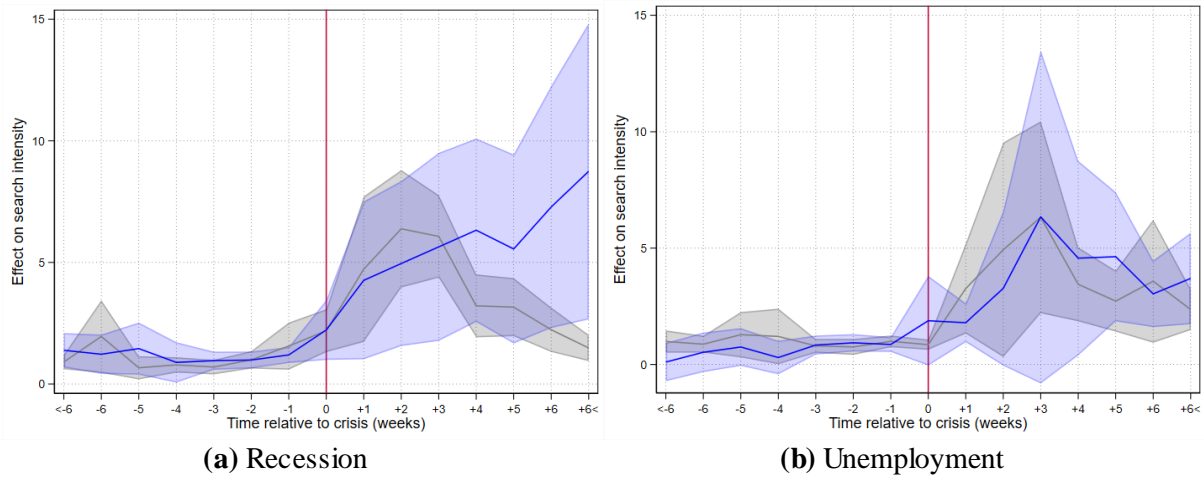 15
10
5
0
Effect on search intensity
<-6 -6 -5 -4 -3 -2 -1 0 +1 +2 +3 +4 +5 +6 +6<
Time relative to crisis (weeks)
(a) Recession
15
10
5
0
Effect on search intensity
<-6 -6 -5 -4 -3 -2 -1 0 +1 +2 +3 +4 +5 +6 +6<
Time relative to crisis (weeks)
(b) Unemployment